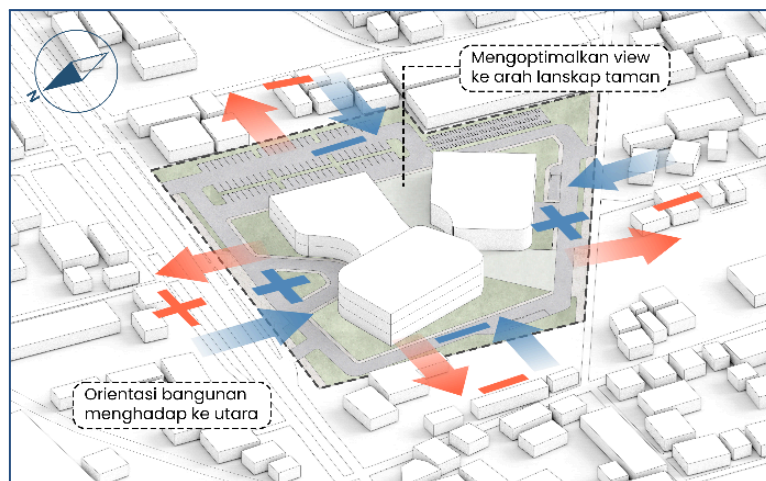 Mengoptimalkan view
ke arah lanskap taman
N
Orientasi bangunan
menghadap ke utara